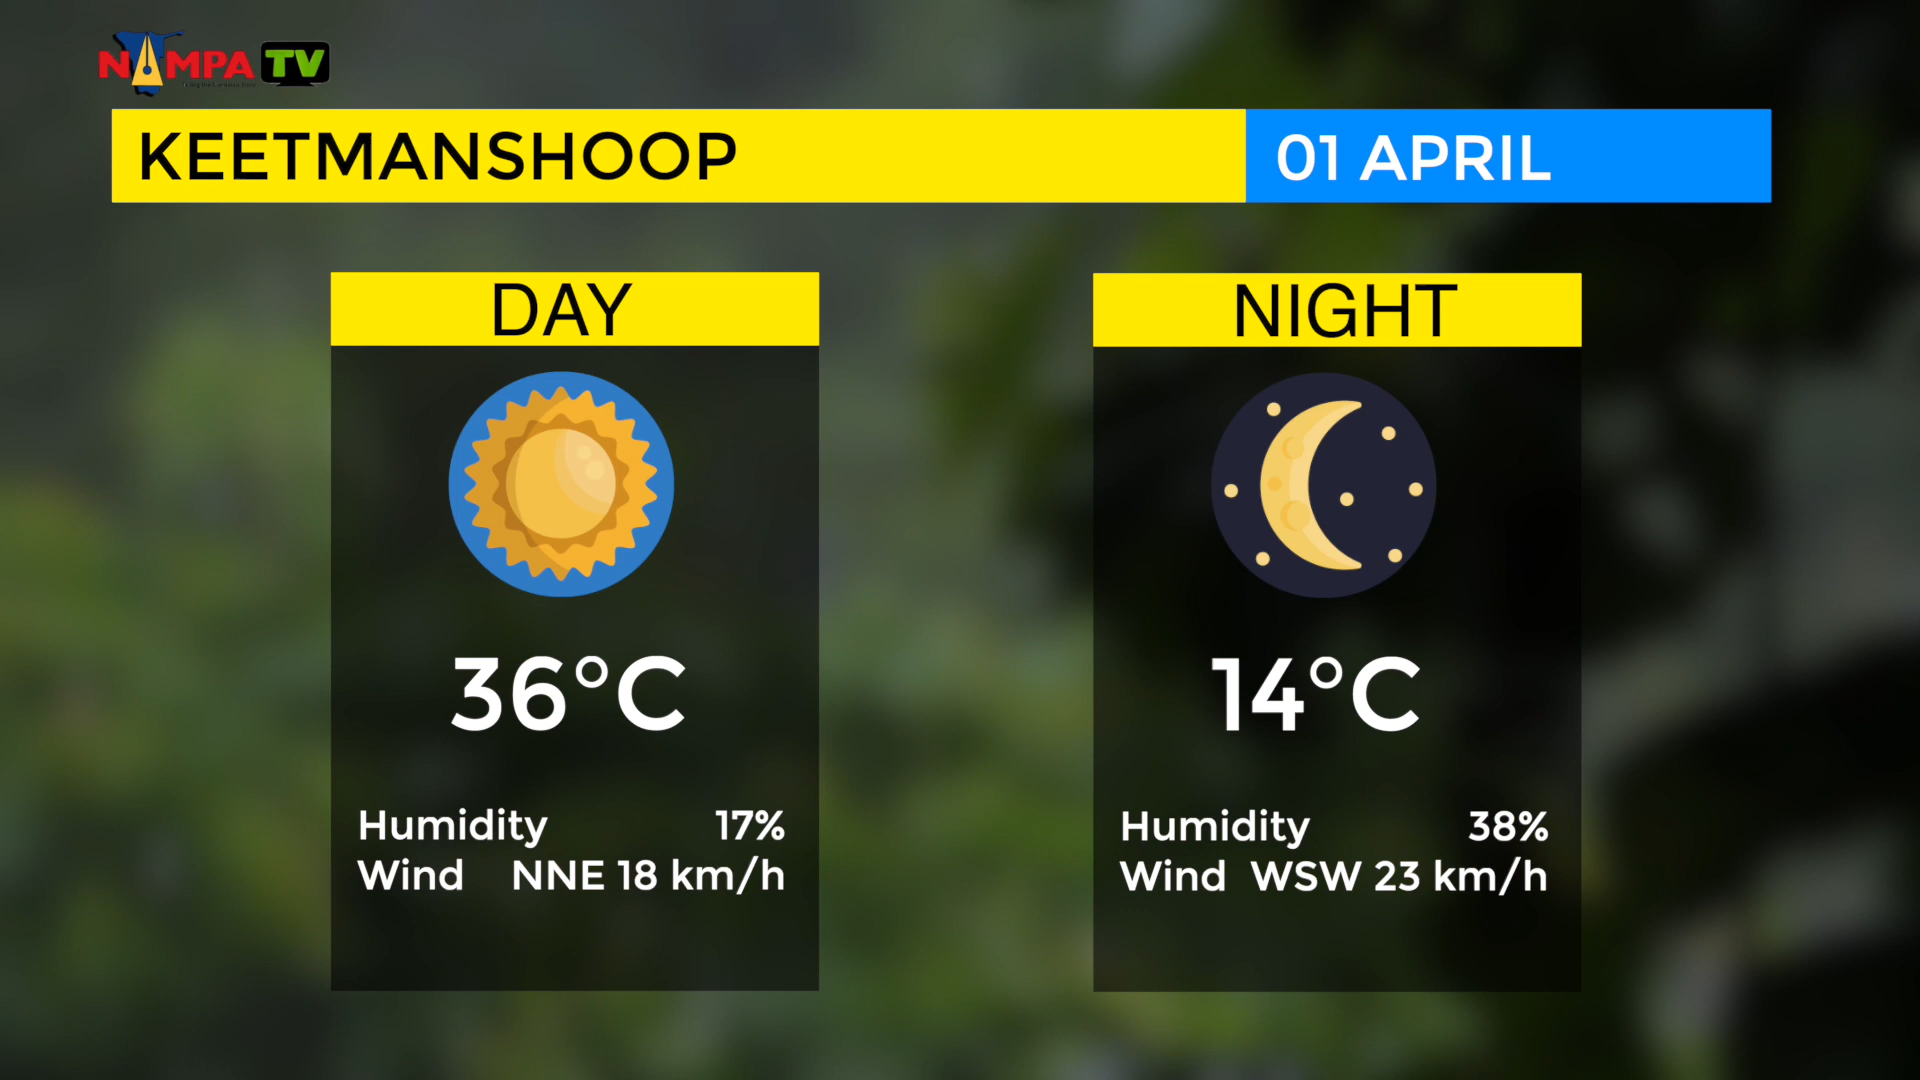 NAMPA TV
KEETMANSHOOP
01 APRIL
DAY
36°C
Humidity 17%
Wind NNE 18 km/h
NIGHT
14°C
Humidity 38%
Wind WSW 23 km/h